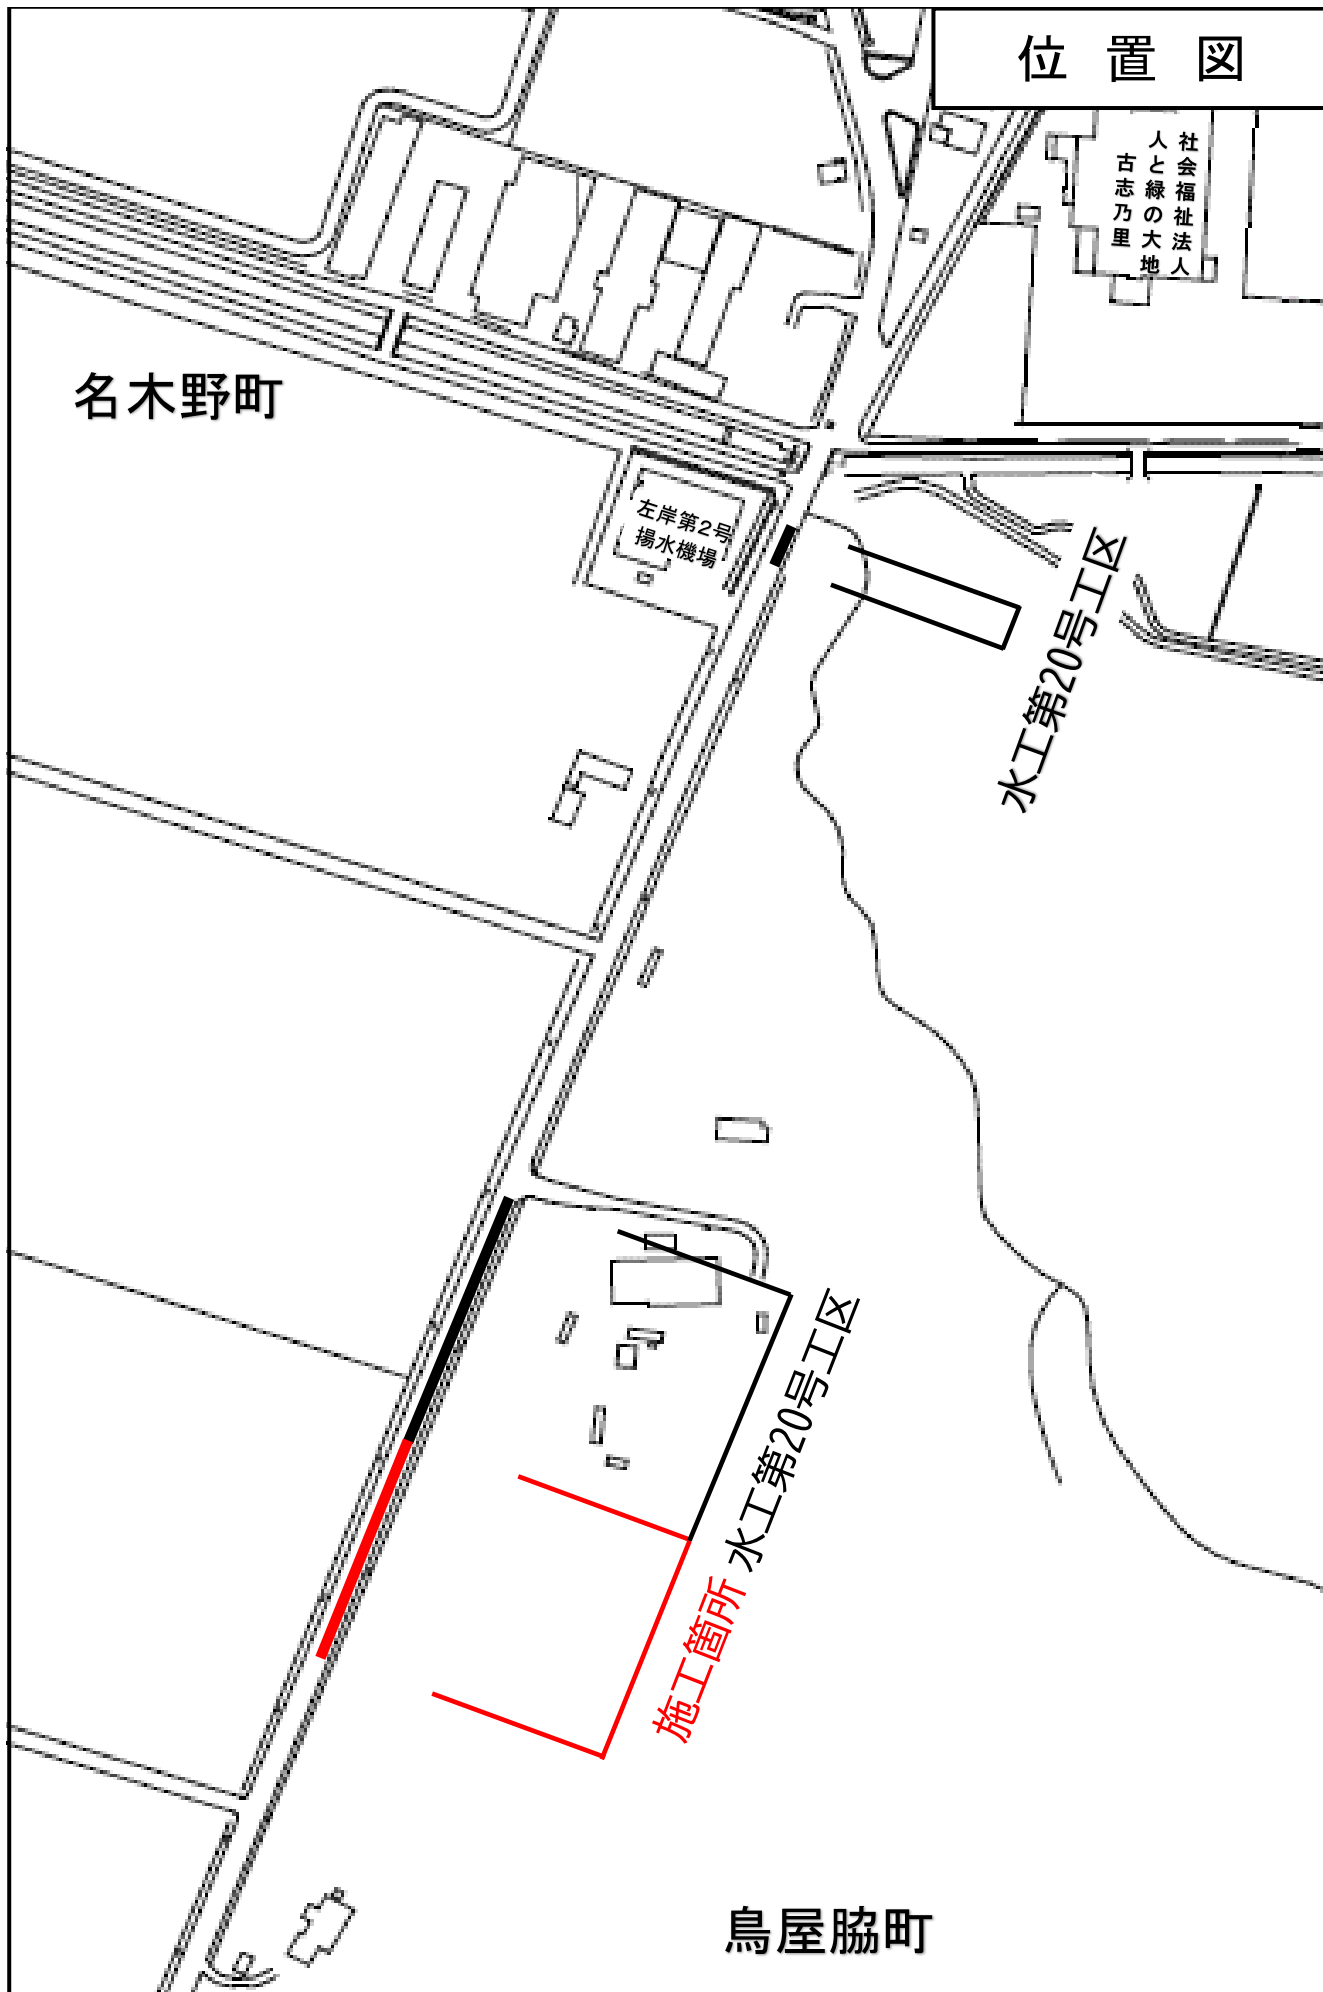 位置図
社会福祉法人
人と緑の大地
古志乃里
名木野町
左岸第2号
揚水機場
水工第20号工区
水工第20号工区
施工箇所
鳥屋脇町